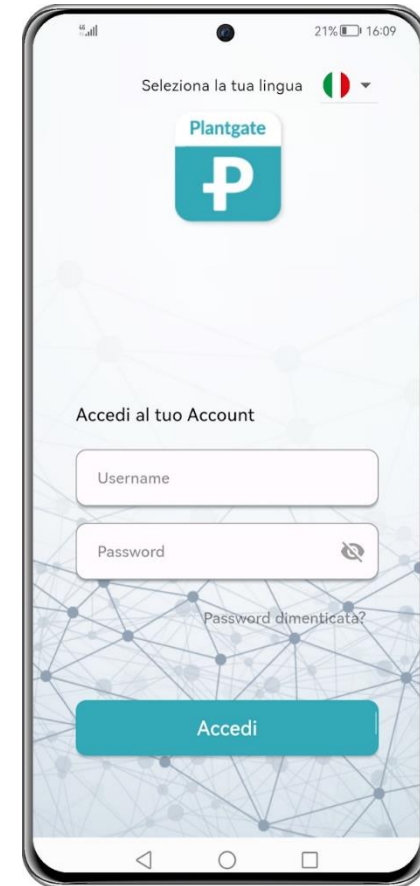 21% 16:09
Seleziona la tua lingua
Plantgate
P
Accedi al tuo Account
Username
Password
Password dimenticata?
Accedi